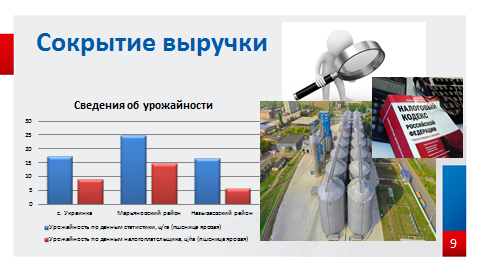 Сокрытие выручки
Сведения об урожайности
30
25
20
15
10
5
0
с. Украинка
Марьяновский район
Называевский район
Урожайность по данным статистики, ц/га (пшеница яровая)
Урожайность по данным налогоплательщика, ц/га (пшеница яровая)
НАЛОГОВЫЙ
КОДЕКС
РОССИЙСКОЙ
ФЕДЕРАЦИИ
9